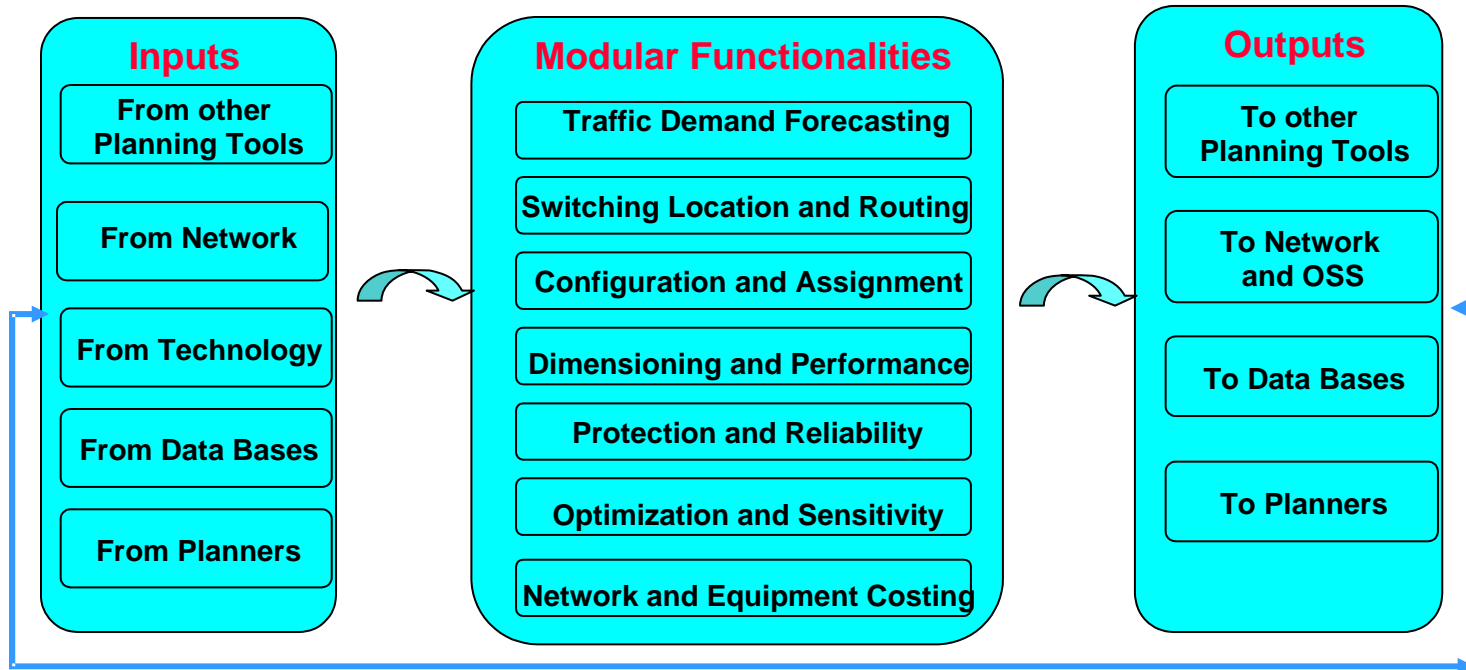 Inputs
From other
Planning Tools
From Network
From Technology
From Data Bases
From Planners
Modular Functionalities
Traffic Demand Forecasting
Switching Location and Routing
Configuration and Assignment
Dimensioning and Performance
Protection and Reliability
Optimization and Sensitivity
Network and Equipment Costing
Outputs
To other
Planning Tools
To Network
and OSS
To Data Bases
To Planners